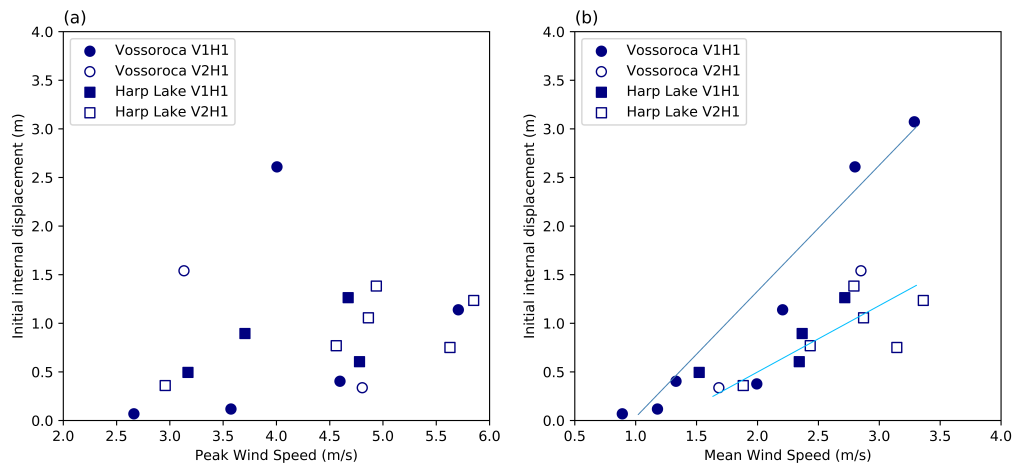 (a)
4.0
3.5
3.0
2.5
2.0
1.5
1.0
0.5
0.0
Initial internal displacement (m)
Vossoroca V1H1
Vossoroca V2H1
Harp Lake V1H1
Harp Lake V2H1
2.0 2.5 3.0 3.5 4.0 4.5 5.0 5.5 6.0
Peak Wind Speed (m/s)
(b)
4.0
3.5
3.0
2.5
2.0
1.5
1.0
0.5
0.0
Initial internal displacement (m)
Vossoroca V1H1
Vossoroca V2H1
Harp Lake V1H1
Harp Lake V2H1
0.5 1.0 1.5 2.0 2.5 3.0 3.5 4.0
Mean Wind Speed (m/s)